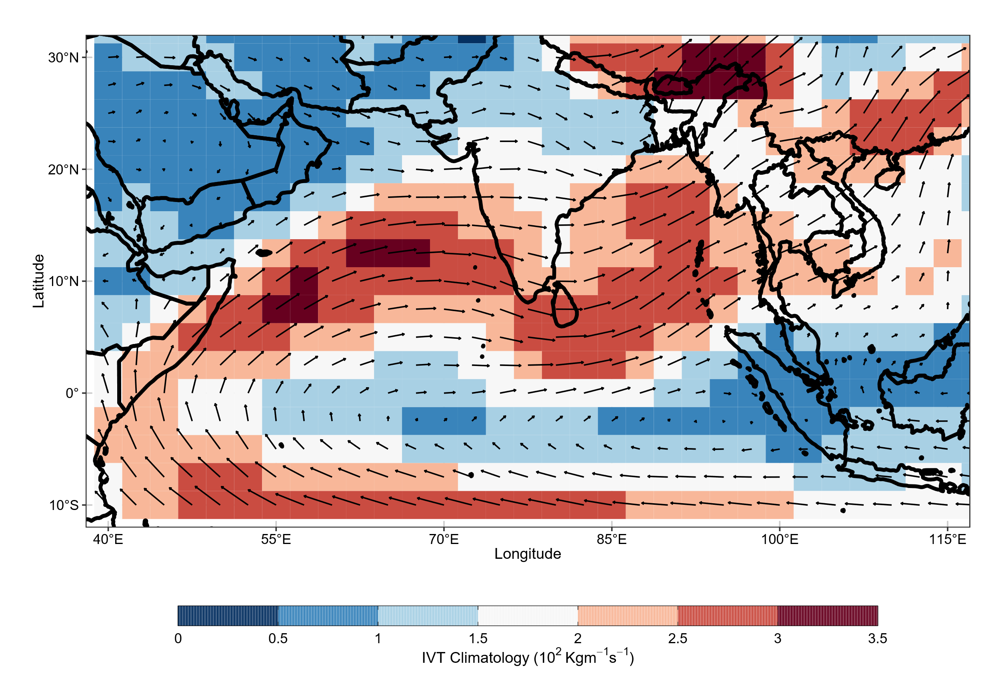 30°N
20°N
10°N
0°
10°S
Latitude
40°E 55°E 70°E 85°E 100°E 115°E
Longitude
0 0.5 1 1.5 2 2.5 3 3.5
IVT Climatology (10² Kgm⁻¹s⁻¹)